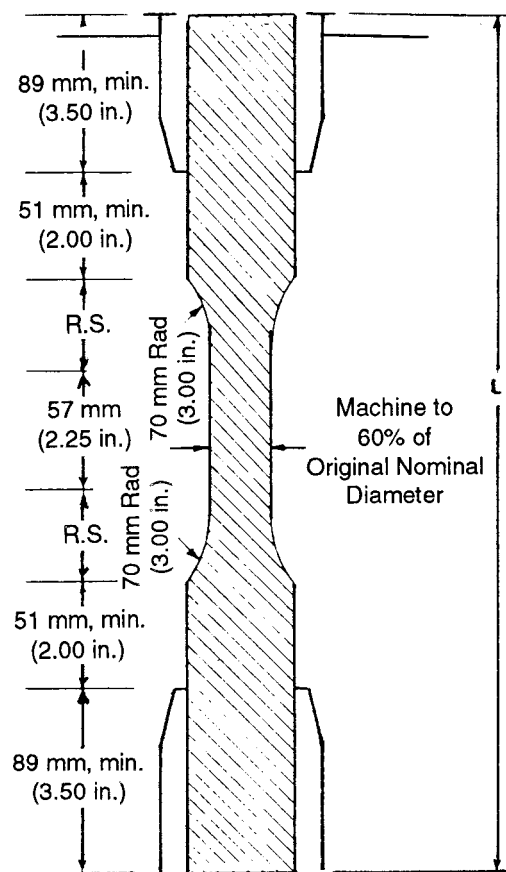 89 mm, min.
(3.50 in.)
51 mm, min.
(2.00 in.)
R.S.
70 mm Rad
(3.00 in.)
57 mm
(2.25 in.)
Machine to
60% of
Original Nominal
Diameter
L
R.S.
70 mm Rad
(3.00 in.)
51 mm, min.
(2.00 in.)
89 mm, min.
(3.50 in.)